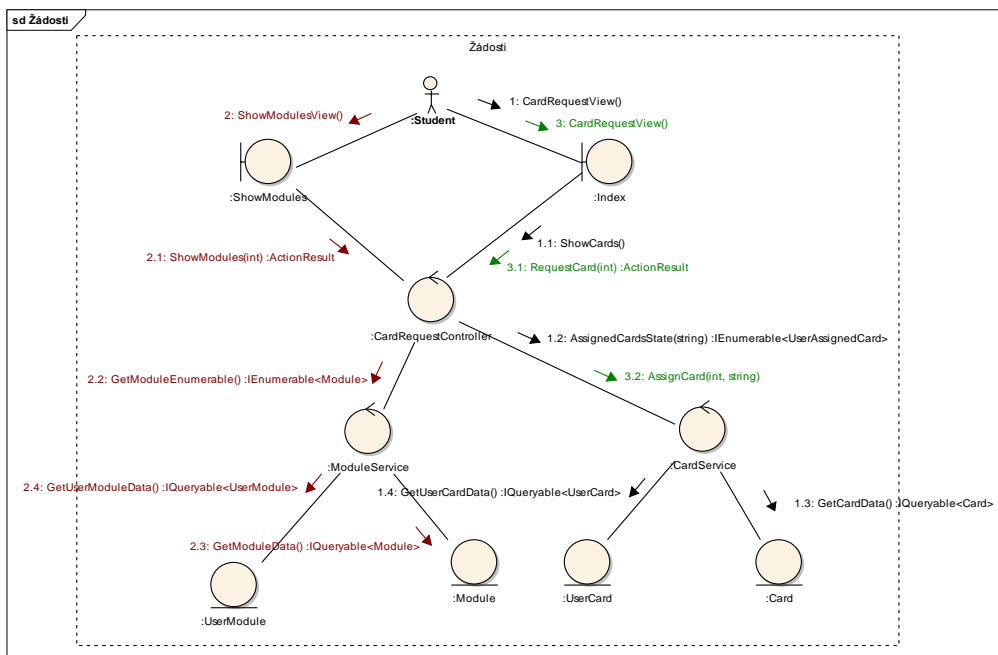 sd Žádosti
Žádosti
1: CardRequestView()
2: ShowModulesView()
:Student
3: CardRequestView()
:ShowModules
:Index
1.1: ShowCards()
2.1: ShowModules(int) :ActionResult
3.1: RequestCard(int) :ActionResult
:CardRequestController
1.2: AssignedCardsState(string) :IEnumerable<UserAssignedCard>
2.2: GetModuleEnumerable() :IEnumerable<Module>
3.2: AssignCard(int, string)
:ModuleService
:CardService
2.4: GetUserModuleData() :IQueryable<UserModule>
1.4: GetUserCardData() :IQueryable<UserCard>
1.3: GetCardData() :IQueryable<Card>
2.3: GetModuleData() :IQueryable<Module>
:UserModule
:Module
:UserCard
:Card